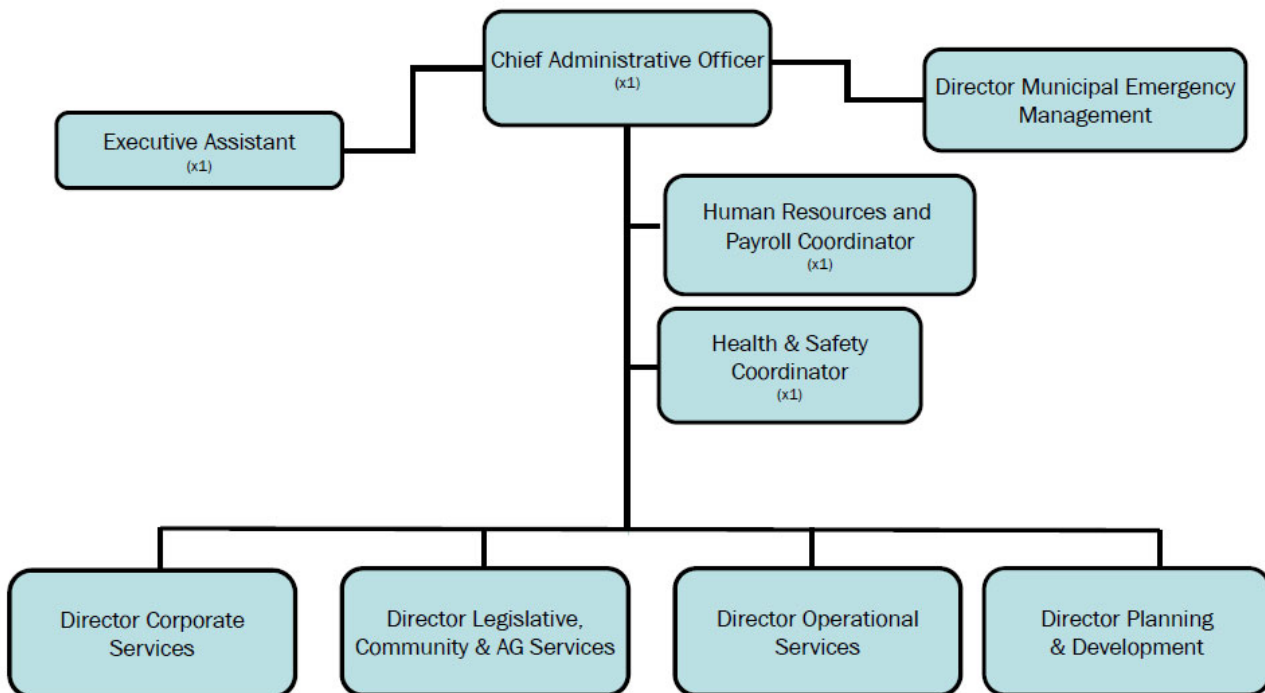 Chief Administrative Officer
(x1)
Director Municipal Emergency
Management
Executive Assistant
(x1)
Human Resources and
Payroll Coordinator
(x1)
Health & Safety
Coordinator
(x1)
Director Corporate
Services
Director Legislative,
Community & AG Services
Director Operational
Services
Director Planning
& Development